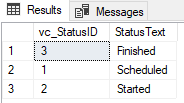 Results Messages
vc_StatusID StatusText
1 3 Finished
2 1 Scheduled
3 2 Started